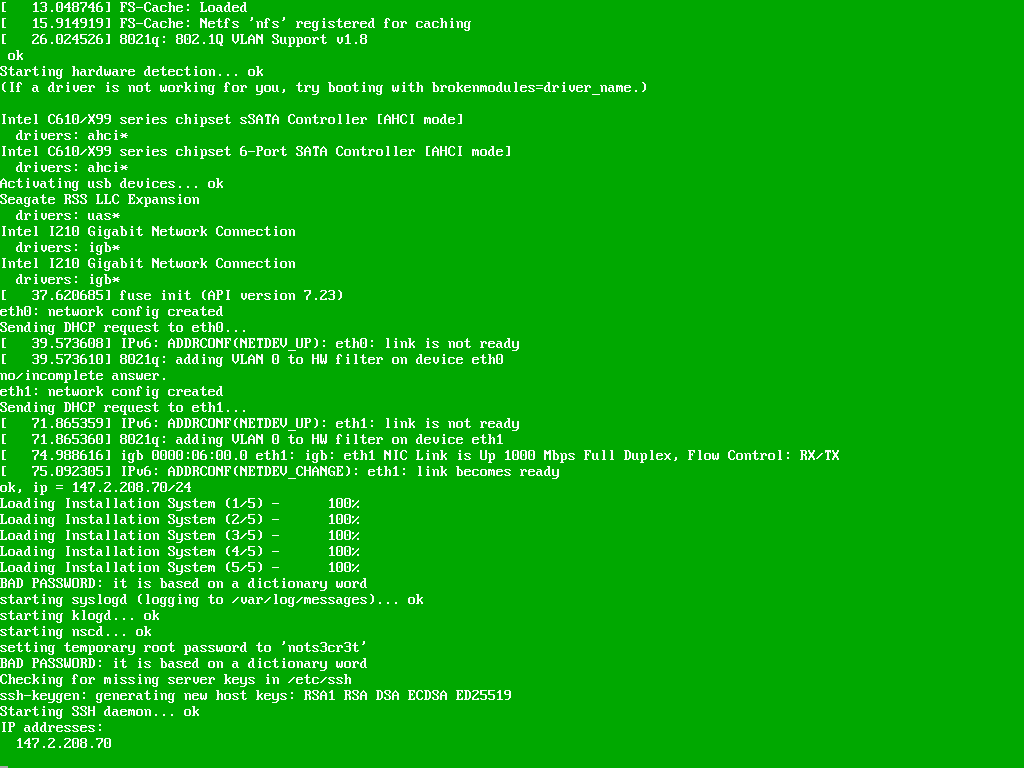 [   13.048746] FS-Cache: Loaded
[   15.914919] FS-Cache: Netfs 'nfs' registered for caching
[   26.024526] 8021q: 802.1Q VLAN Support v1.8
 ok
Starting hardware detection... ok
(If a driver is not working for you, try booting with brokenmodules=driver_name.)

Intel C610/X99 series chipset sSATA Controller [AHCI mode]
  drivers: ahci*
Intel C610/X99 series chipset 6-Port SATA Controller [AHCI mode]
  drivers: ahci*
Activating usb devices... ok
Seagate RSS LLC Expansion
  drivers: uas*
Intel I210 Gigabit Network Connection
  drivers: igb*
Intel I210 Gigabit Network Connection
  drivers: igb*
[   37.620685] fuse init (API version 7.23)
eth0: network config created
Sending DHCP request to eth0...
[   39.573608] IPv6: ADDRCONF(NETDEV_UP): eth0: link is not ready
[   39.573610] 8021q: adding VLAN 0 to HW filter on device eth0
no/incomplete answer.
eth1: network config created
Sending DHCP request to eth1...
[   71.865359] IPv6: ADDRCONF(NETDEV_UP): eth1: link is not ready
[   71.865360] 8021q: adding VLAN 0 to HW filter on device eth1
[   74.988616] igb 0000:06:00.0 eth1: igb: eth1 NIC Link is Up 1000 Mbps Full Duplex, Flow Control: RX/TX
[   75.092305] IPv6: ADDRCONF(NETDEV_CHANGE): eth1: link becomes ready
ok, ip = 147.2.208.70/24
Loading Installation System (1/5) -      100%
Loading Installation System (2/5) -      100%
Loading Installation System (3/5) -      100%
Loading Installation System (4/5) -      100%
Loading Installation System (5/5) -      100%
BAD PASSWORD: it is based on a dictionary word
starting syslogd (logging to /var/log/messages)... ok
starting klogd... ok
starting nscd... ok
setting temporary root password to 'nots3cr3t'
BAD PASSWORD: it is based on a dictionary word
Checking for missing server keys in /etc/ssh
ssh-keygen: generating new host keys: RSA1 RSA DSA ECDSA ED25519
Starting SSH daemon... ok
IP addresses:
  147.2.208.70